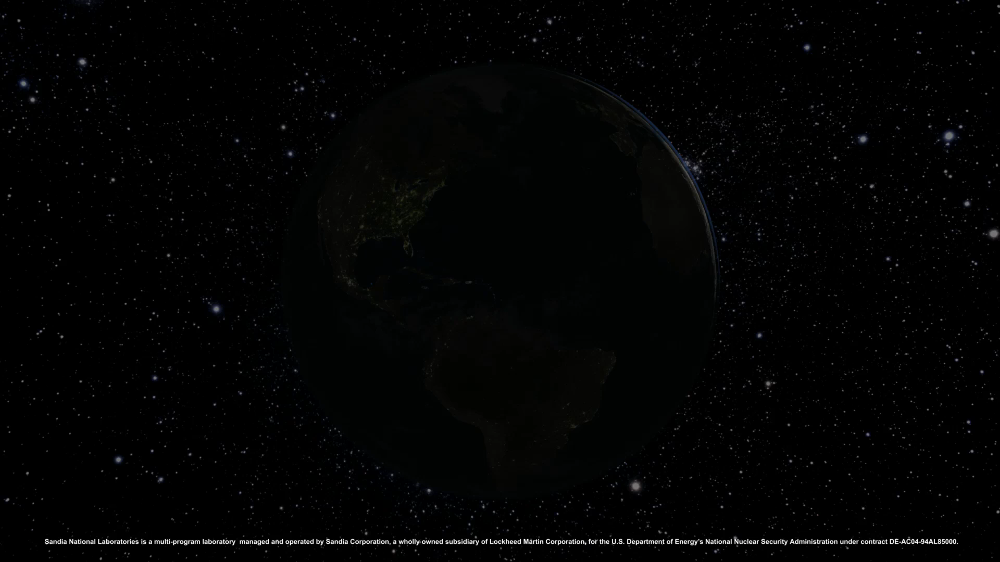 Sandia National Laboratories is a multi-program laboratory  managed and operated by Sandia Corporation, a wholly owned subsidiary of Lockheed Martin Corporation, for the U.S. Department of Energy’s National Nuclear Security Administration under contract DE-AC04-94AL85000.